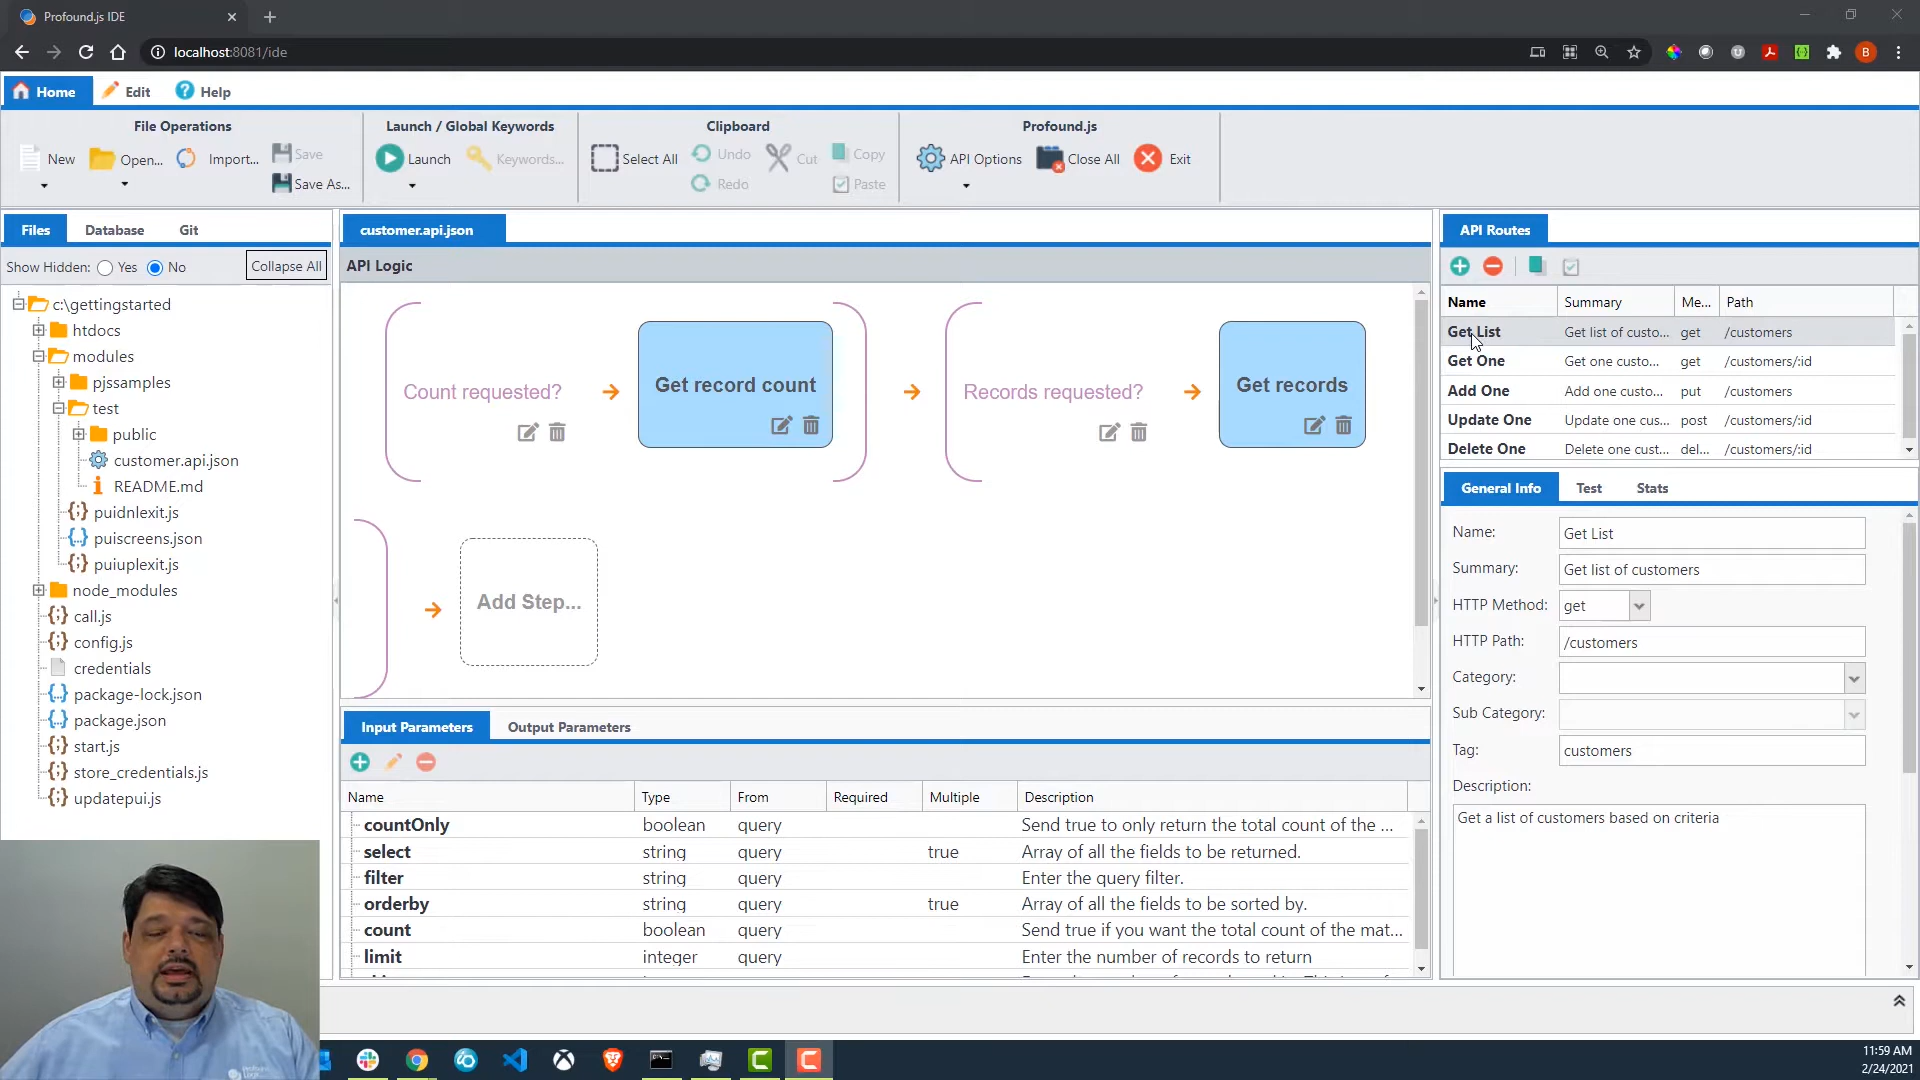 Profound.js IDE
localhost:8081/ide
B
Home
Edit
Help
File Operations
Launch / Global Keywords
Clipboard
Profound.js
New
Open...
Import...
Save
Save As...
Launch
Keywords...
Select All
Undo
Redo
Cut
Copy
Paste
API Options
Close All
Exit
Files
Database
Git
Show Hidden:
Yes
No
Collapse All
c:\gettingstarted
htdocs
modules
pjssamples
test
public
customer.api.json
README.md
puidnlexit.js
puiscreens.json
puiuplexit.js
node_modules
call.js
config.js
credentials
package-lock.json
package.json
start.js
store_credentials.js
updatepui.js
customer.api.json
API Logic
Count requested?
Get record count
Records requested?
Get records
Add Step...
Input Parameters
Output Parameters
Name Type From Required Multiple Description
countOnly boolean query Send true to only return the total count of the ...
select string query true Array of all the fields to be returned.
filter string query Enter the query filter.
orderby string query true Array of all the fields to be sorted by.
count boolean query Send true if you want the total count of the mat...
limit integer query Enter the number of records to return
API Routes
Name Summary Me... Path
Get List Get list of custo... get /customers
Get One Get one custo... get /customers/:id
Add One Add one custo... put /customers
Update One Update one cus... post /customers/:id
Delete One Delete one cust... del... /customers/:id
General Info
Test
Stats
Name: Get List
Summary: Get list of customers
HTTP Method: get
HTTP Path: /customers
Category:
Sub Category:
Tag: customers
Description:
Get a list of customers based on criteria
11:59 AM
2/24/2021